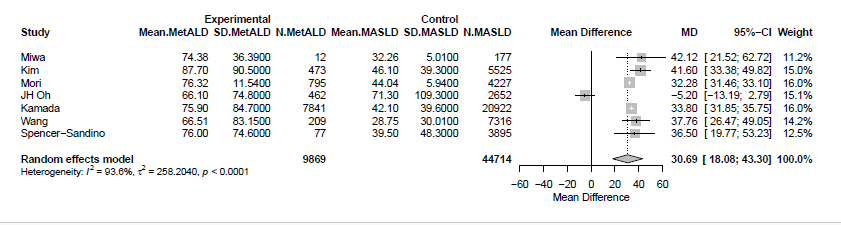 Experimental Control
Study Mean.MetALD SD.MetALD N.MetALD Mean.MASLD SD.MASLD N.MASLD Mean Difference MD 95%−CI Weight
Miwa 74.38 36.3900 12 32.26 5.0100 177 42.12 [ 21.52; 62.72] 11.2%
Kim 87.70 90.5000 473 46.10 39.3000 5525 41.60 [ 33.38; 49.82] 15.0%
Mori 76.32 11.5400 795 44.04 5.9400 4227 32.28 [ 31.46; 33.10] 16.0%
JH Oh 66.10 74.8000 462 71.30 109.3000 2652 −5.20 [−13.19; 2.79] 15.1%
Kamada 75.90 84.7000 7841 42.10 39.6000 20922 33.80 [ 31.85; 35.75] 16.0%
Wang 66.51 83.1500 209 28.75 30.0100 7316 37.76 [ 26.47; 49.05] 14.2%
Spencer−Sandino 76.00 74.6000 77 39.50 48.3000 3895 36.50 [ 19.77; 53.23] 12.5%
Random effects model 9869 44714 30.69 [ 18.08; 43.30] 100.0%
Heterogeneity: I² = 93.6%, τ² = 258.2040, p < 0.0001
−60 −40 −20 0 20 40 60
Mean Difference